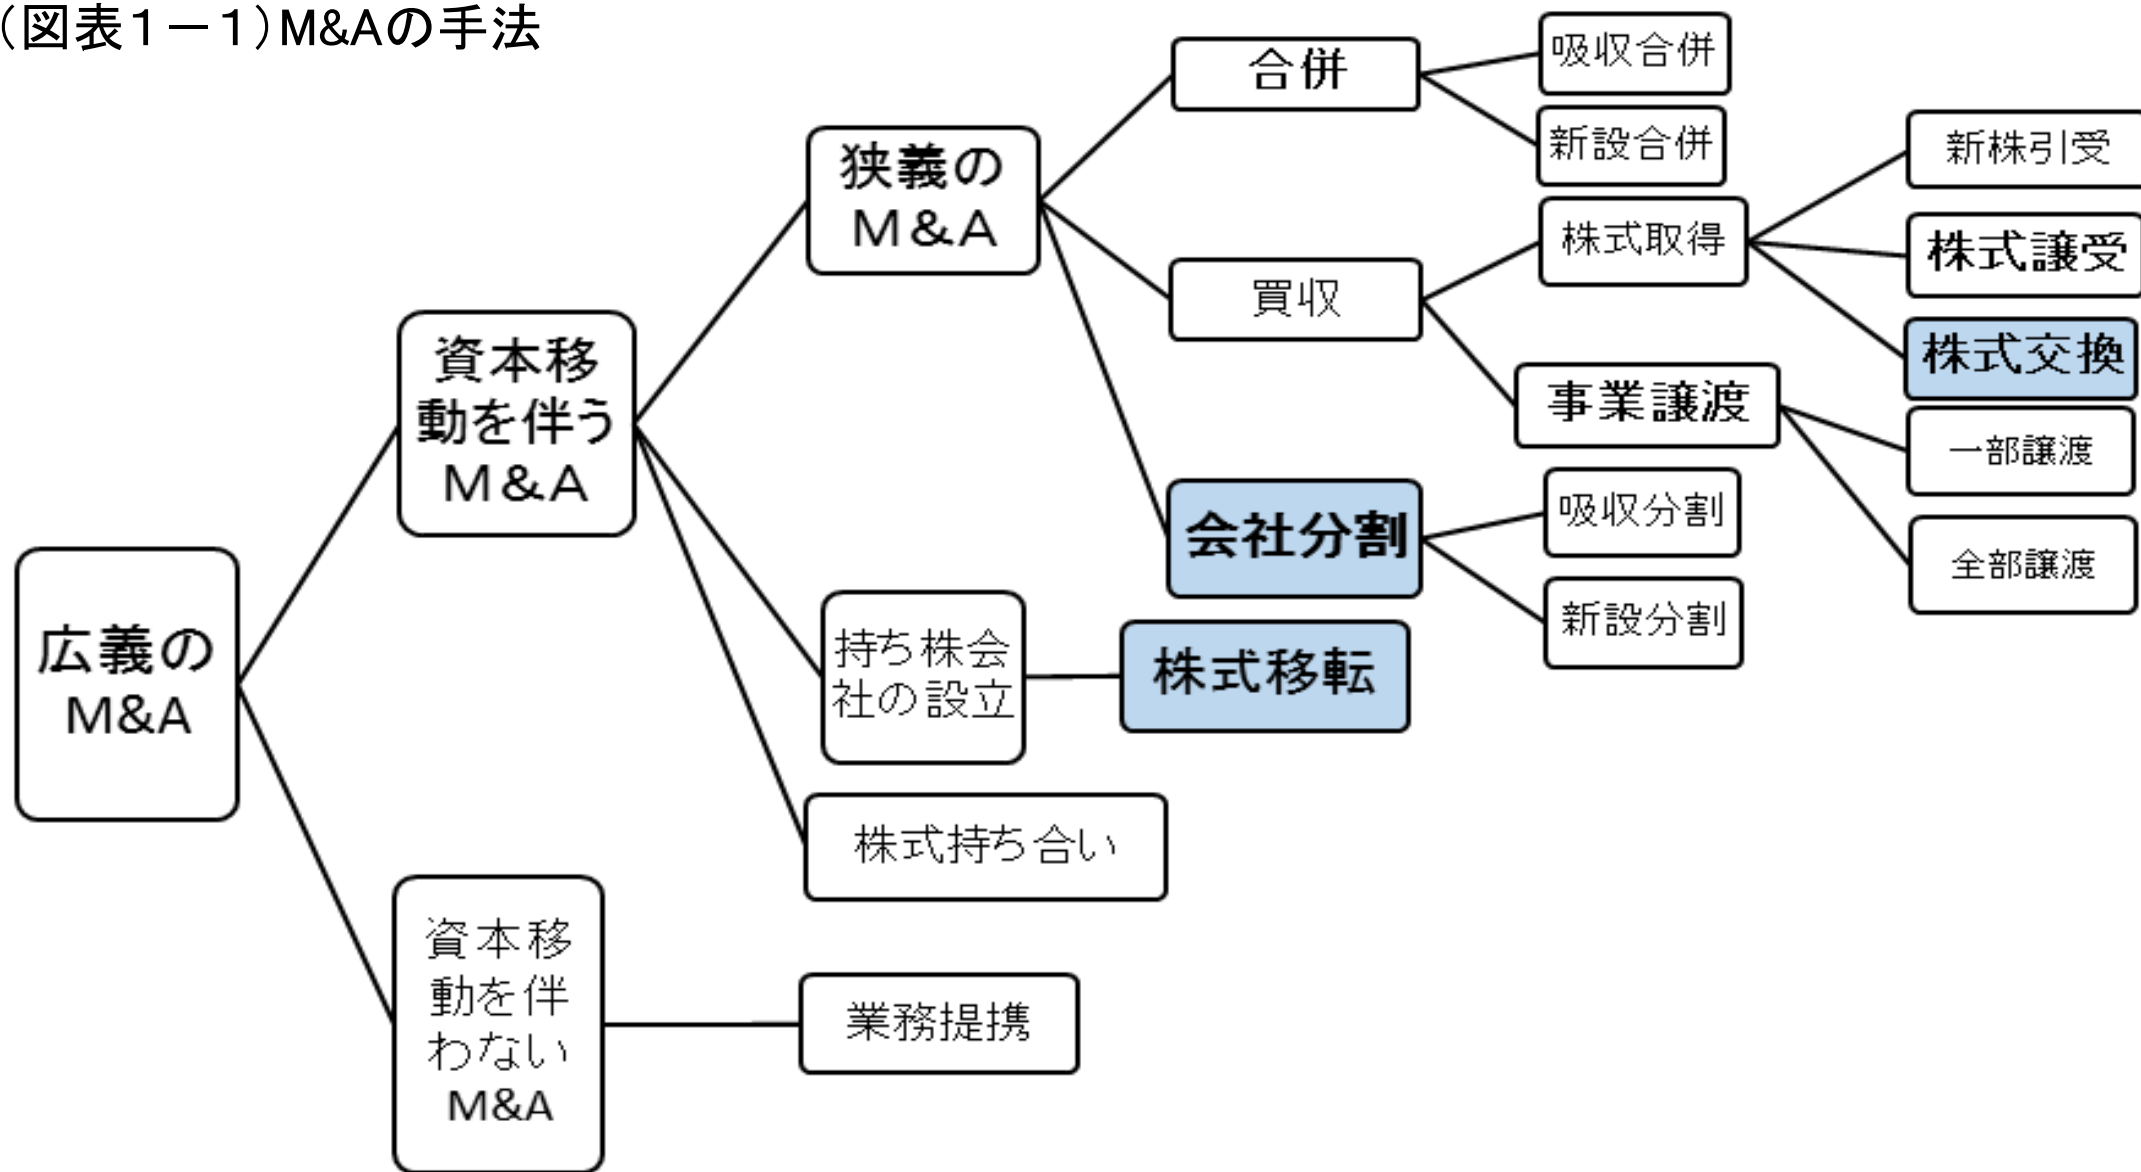 (図表１－１)M&Aの手法
広義の
M&A
資本移
動を伴う
M&A
狭義の
M&A
合併
吸収合併
新設合併
買収
株式取得
新株引受
株式譲受
株式交換
事業譲渡
一部譲渡
全部譲渡
会社分割
吸収分割
新設分割
持ち株会
社の設立
株式移転
株式持ち合い
資本移
動を伴
わない
M&A
業務提携